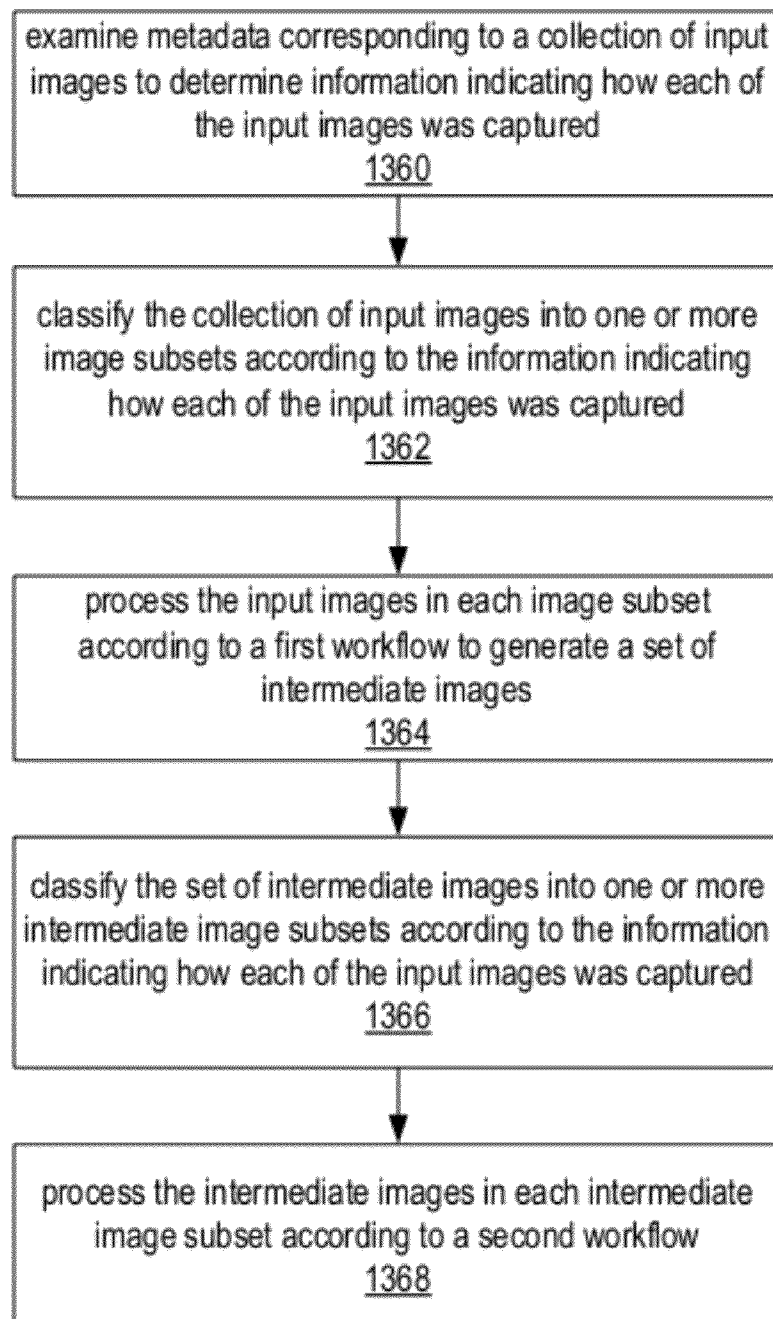 examine metadata corresponding to a collection of input
images to determine information indicating how each of
the input images was captured
1360
classify the collection of input images into one or more
image subsets according to the information indicating
how each of the input images was captured
1362
process the input images in each image subset
according to a first workflow to generate a set of
intermediate images
1364
classify the set of intermediate images into one or more
intermediate image subsets according to the information
indicating how each of the input images was captured
1366
process the intermediate images in each intermediate
image subset according to a second workflow
1368